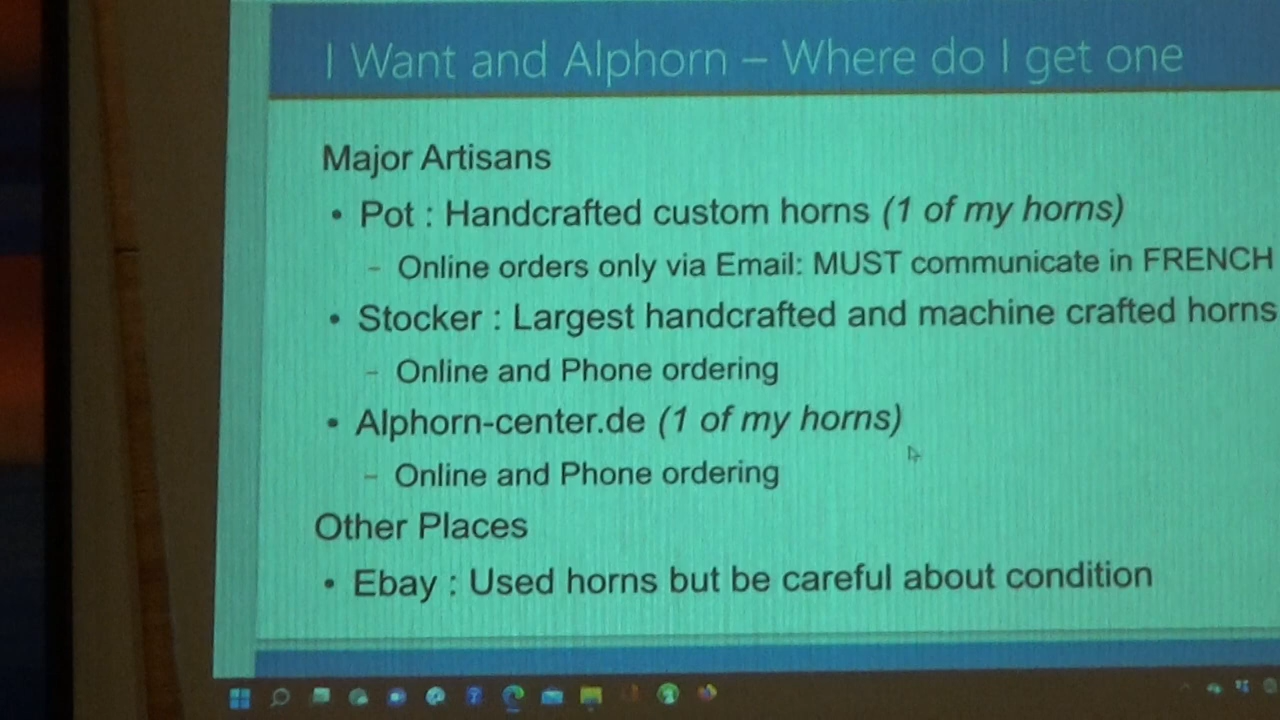 I Want and Alphorn – Where do I get one
Major Artisans
• Pot : Handcrafted custom horns (1 of my horns)
– Online orders only via Email: MUST communicate in FRENCH
• Stocker : Largest handcrafted and machine crafted horns
– Online and Phone ordering
• Alphorn-center.de (1 of my horns)
– Online and Phone ordering
Other Places
• Ebay : Used horns but be careful about condition